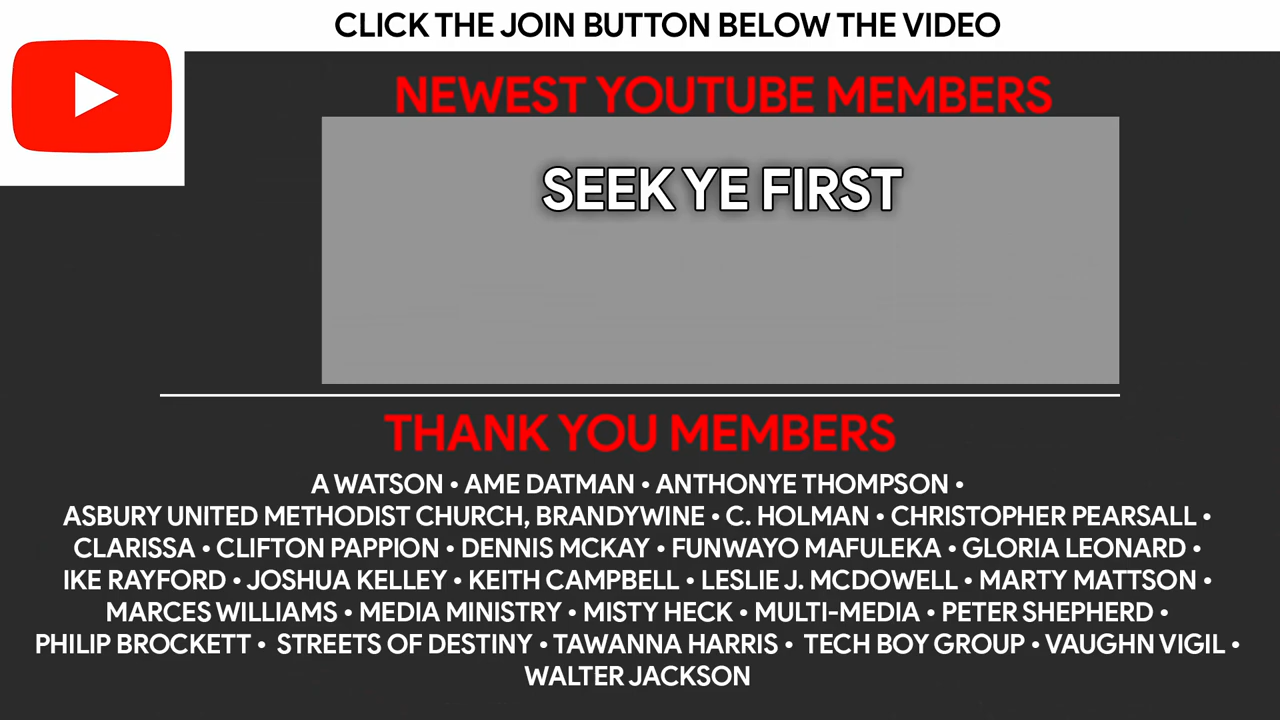 CLICK THE JOIN BUTTON BELOW THE VIDEO
NEWEST YOUTUBE MEMBERS
SEEK YE FIRST
THANK YOU MEMBERS
A WATSON • AME DATMAN • ANTHONYE THOMPSON •
ASBURY UNITED METHODIST CHURCH, BRANDYWINE • C. HOLMAN • CHRISTOPHER PEARSALL •
CLARISSA • CLIFTON PAPPION • DENNIS MCKAY • FUNWAYO MAFULEKA • GLORIA LEONARD •
IKE RAYFORD • JOSHUA KELLEY • KEITH CAMPBELL • LESLIE J. MCDOWELL • MARTY MATTSON •
MARCES WILLIAMS • MEDIA MINISTRY • MISTY HECK • MULTI-MEDIA • PETER SHEPHERD •
PHILIP BROCKETT • STREETS OF DESTINY • TAWANNA HARRIS • TECH BOY GROUP • VAUGHN VIGIL •
WALTER JACKSON